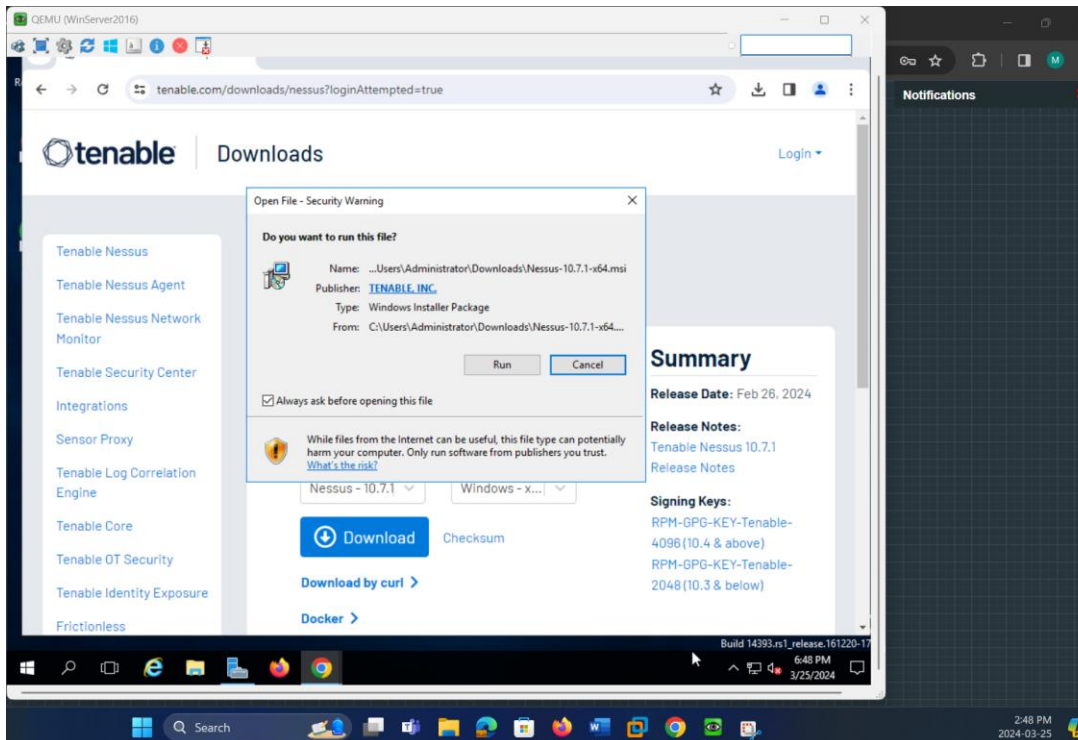 QEMU (WinServer2016)
tenable.com/downloads/nessus?loginAttempted=true
M
Notifications
tenable
Downloads
Login
Open File - Security Warning
Do you want to run this file?
Name: ...Users\Administrator\Downloads\Nessus-10.7.1-x64.msi
Publisher: TENABLE, INC.
Type: Windows Installer Package
From: C:\Users\Administrator\Downloads\Nessus-10.7.1-x64....
Run
Cancel
Always ask before opening this file
While files from the Internet can be useful, this file type can potentially
harm your computer. Only run software from publishers you trust.
What's the risk?
Tenable Nessus
Tenable Nessus Agent
Tenable Nessus Network
Monitor
Tenable Security Center
Integrations
Sensor Proxy
Tenable Log Correlation
Engine
Tenable Core
Tenable OT Security
Tenable Identity Exposure
Frictionless
Nessus - 10.7.1
Windows - x...
Download
Checksum
Download by curl
Docker
Summary
Release Date: Feb 26, 2024
Release Notes:
Tenable Nessus 10.7.1
Release Notes
Signing Keys:
RPM-GPG-KEY-Tenable-
4096 (10.4 & above)
RPM-GPG-KEY-Tenable-
2048 (10.3 & below)
Build 14393.rs1_release.161220-17
6:48 PM
3/25/2024
Search
2:48 PM
2024-03-25